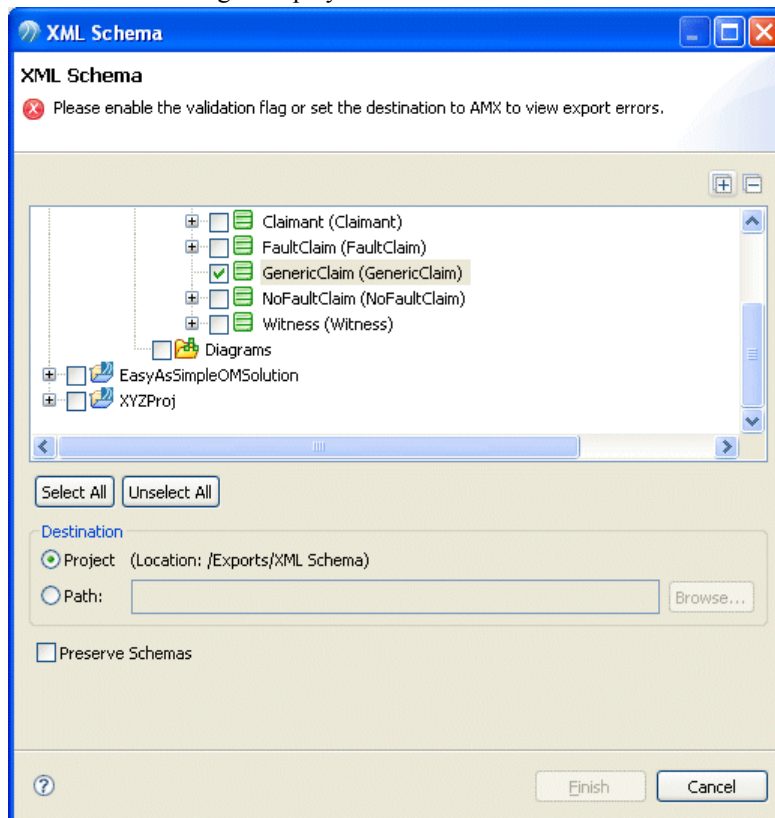 XML Schema
XML Schema
Please enable the validation flag or set the destination to AMX to view export errors.
Claimant (Claimant)
FaultClaim (FaultClaim)
GenericClaim (GenericClaim)
NoFaultClaim (NoFaultClaim)
Witness (Witness)
Diagrams
EasyAsSimpleOMSolution
XYZProj
Select All Unselect All
Destination
Project (Location: /Exports/XML Schema)
Path: Browse...
Preserve Schemas
Finish Cancel